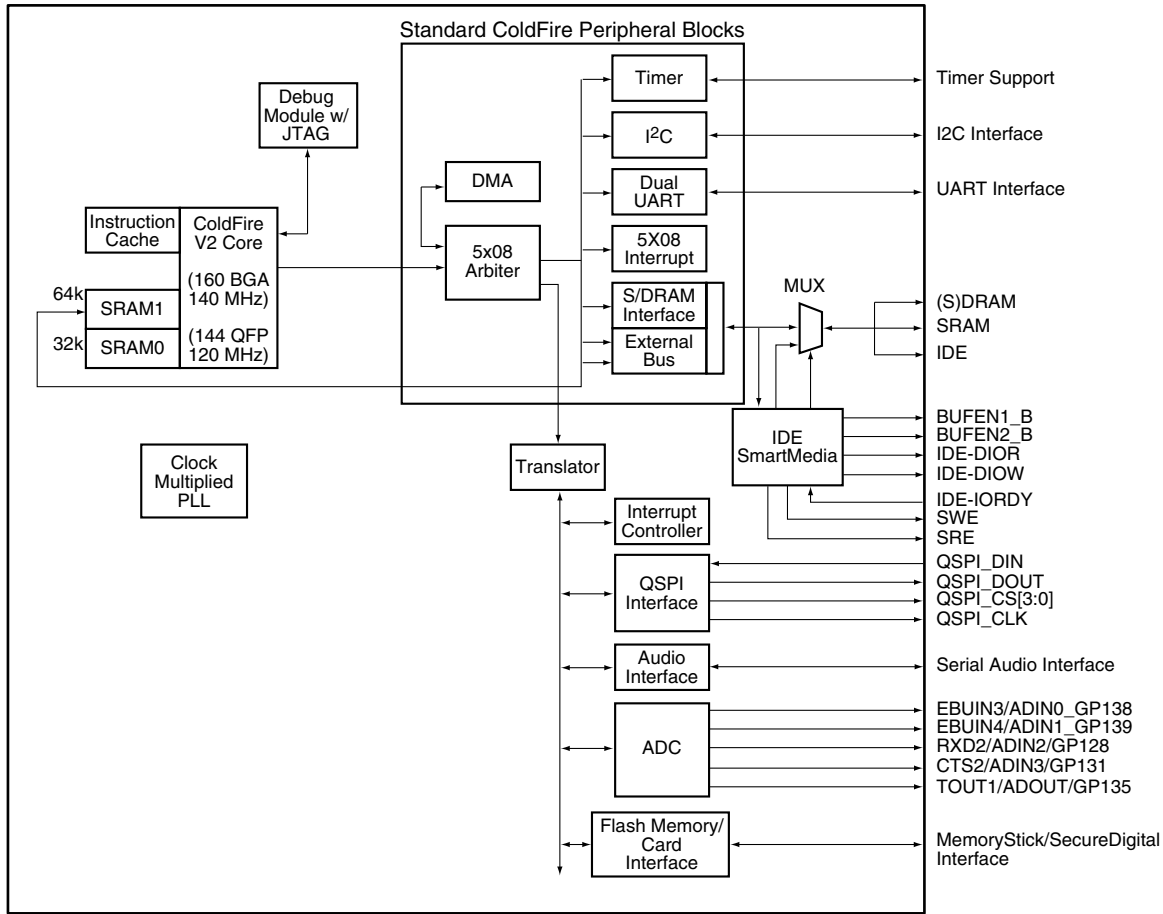 Standard ColdFire Peripheral Blocks
Debug
Module w/
JTAG
Instruction
Cache
ColdFire
V2 Core
(160 BGA
140 MHz)
(144 QFP
120 MHz)
64k
SRAM1
32k
SRAM0
Clock
Multiplied
PLL
DMA
5x08
Arbiter
Timer
I²C
Dual
UART
5X08
Interrupt
S/DRAM
Interface
External
Bus
MUX
IDE
SmartMedia
Translator
Interrupt
Controller
QSPI
Interface
Audio
Interface
ADC
Flash Memory/
Card
Interface
Timer Support
I2C Interface
UART Interface
(S)DRAM
SRAM
IDE
BUFEN1_B
BUFEN2_B
IDE-DIOR
IDE-DIOW
IDE-IORDY
SWE
SRE
QSPI_DIN
QSPI_DOUT
QSPI_CS[3:0]
QSPI_CLK
Serial Audio Interface
EBUIN3/ADIN0_GP138
EBUIN4/ADIN1_GP139
RXD2/ADIN2/GP128
CTS2/ADIN3/GP131
TOUT1/ADOUT/GP135
MemoryStick/SecureDigital
Interface